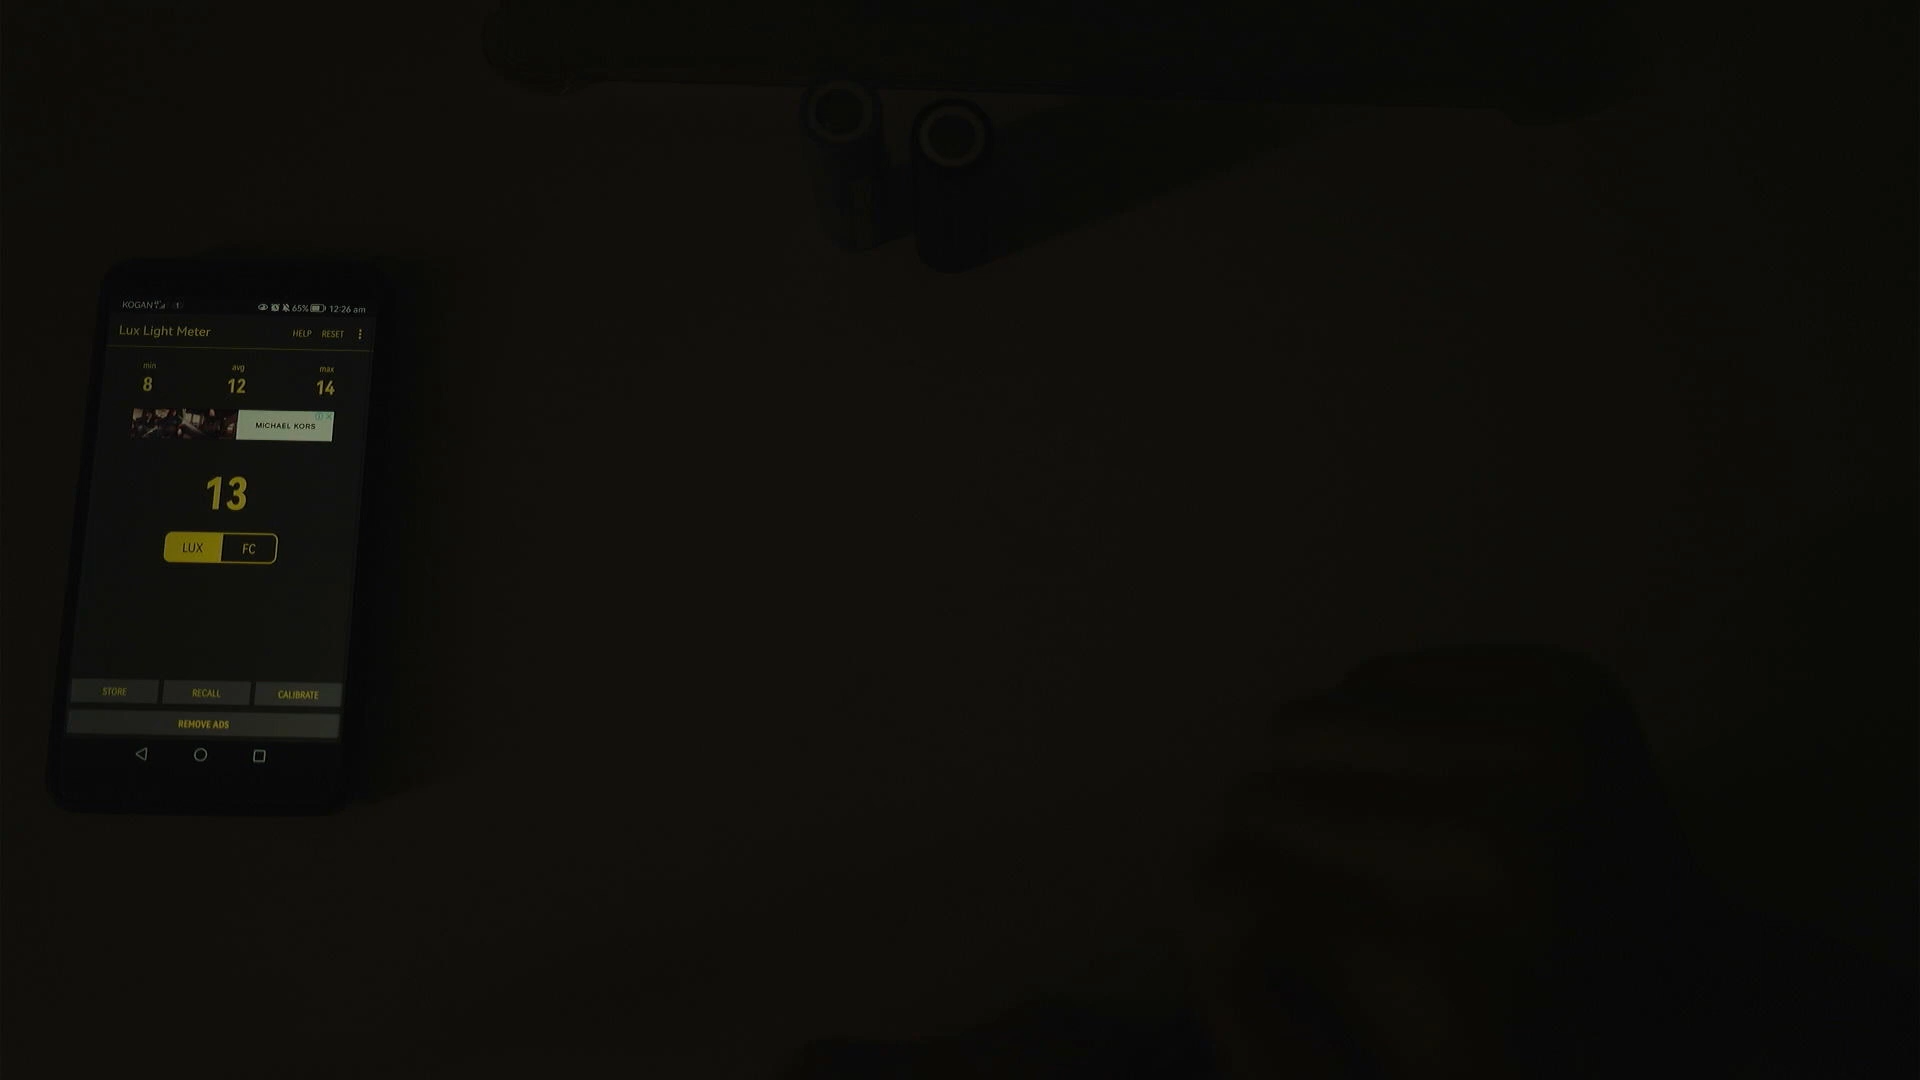 KOGAN 1 65% 12:26 am
Lux Light Meter HELP RESET
min avg max
8 12 14
MICHAEL KORS
13
LUX FC
STORE RECALL CALIBRATE
REMOVE ADS